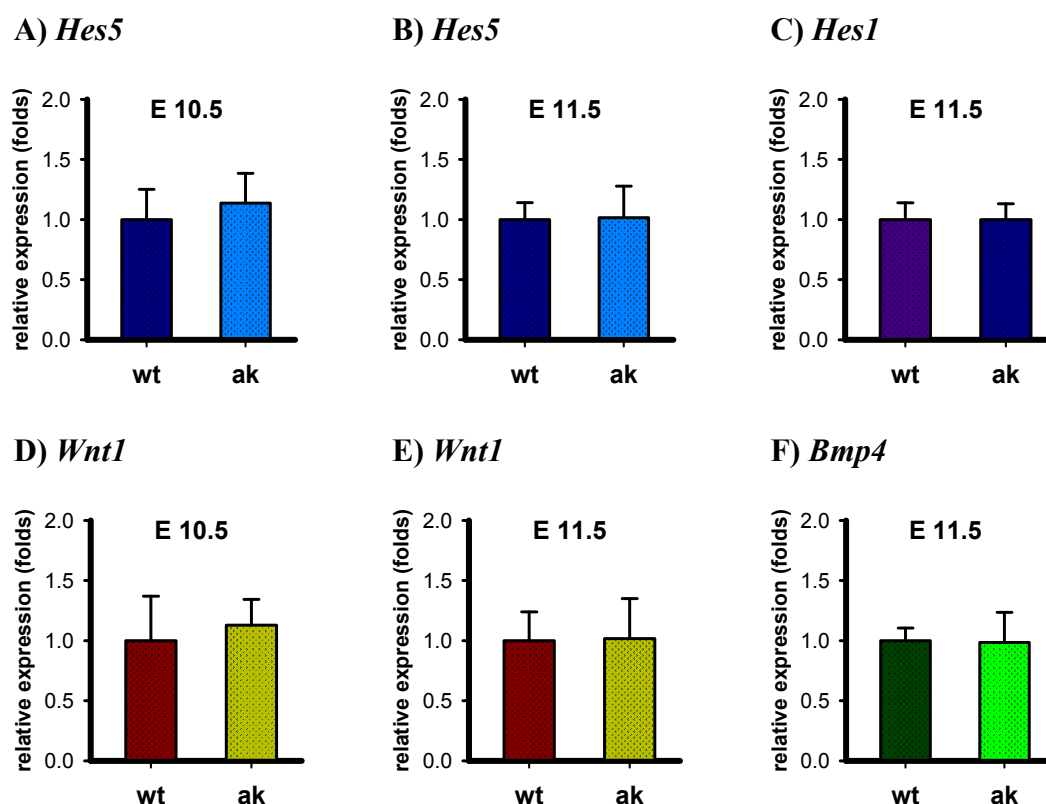 A) Hes5
B) Hes5
C) Hes1
relative expression (folds)
2.0
1.5
1.0
0.5
0.0
E 10.5
wt
ak
relative expression (folds)
2.0
1.5
1.0
0.5
0.0
E 11.5
wt
ak
relative expression (folds)
2.0
1.5
1.0
0.5
0.0
E 11.5
wt
ak
D) Wnt1
E) Wnt1
F) Bmp4
relative expression (folds)
2.0
1.5
1.0
0.5
0.0
E 10.5
wt
ak
relative expression (folds)
2.0
1.5
1.0
0.5
0.0
E 11.5
wt
ak
relative expression (folds)
2.0
1.5
1.0
0.5
0.0
E 11.5
wt
ak